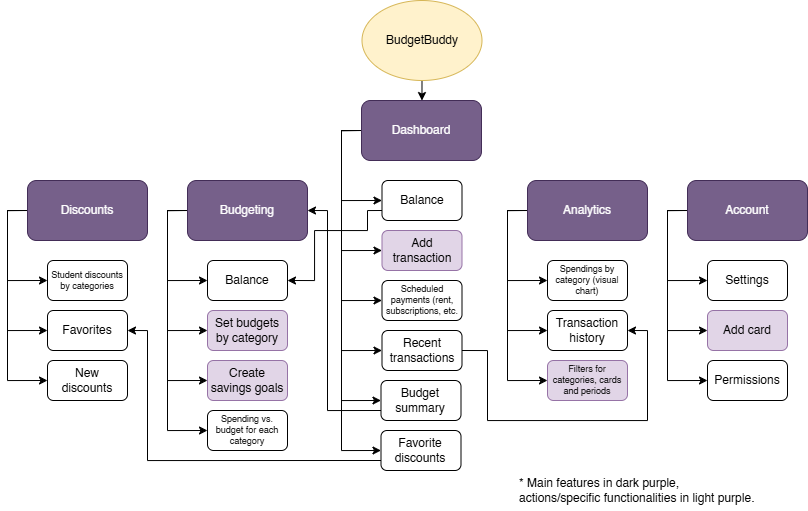 BudgetBuddy
Dashboard
Discounts
Budgeting
Analytics
Account
Student discounts
by categories
Favorites
New
discounts
Balance
Set budgets
by category
Create
savings goals
Spending vs.
budget for each
category
Balance
Add
transaction
Scheduled
payments (rent,
subscriptions, etc.
Recent
transactions
Budget
summary
Favorite
discounts
Spendings by
category (visual
chart)
Transaction
history
Filters for
categories, cards
and periods
Settings
Add card
Permissions
* Main features in dark purple,
actions/specific functionalities in light purple.